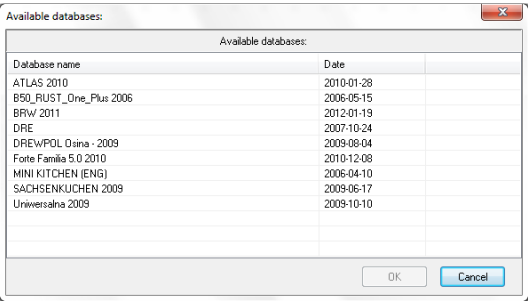 Available databases:
Available databases:
Database name Date
ATLAS 2010 2010-01-28
B50_RUST_One_Plus 2006 2006-05-15
BRW 2011 2012-01-19
DRE 2007-10-24
DREWPOL Osina - 2009 2009-08-04
Forte Familia 5.0 2010 2010-12-08
MINI KITCHEN (ENG) 2006-04-10
SACHSENKUCHEN 2009 2009-06-17
Uniwersalna 2009 2009-10-10
OK Cancel